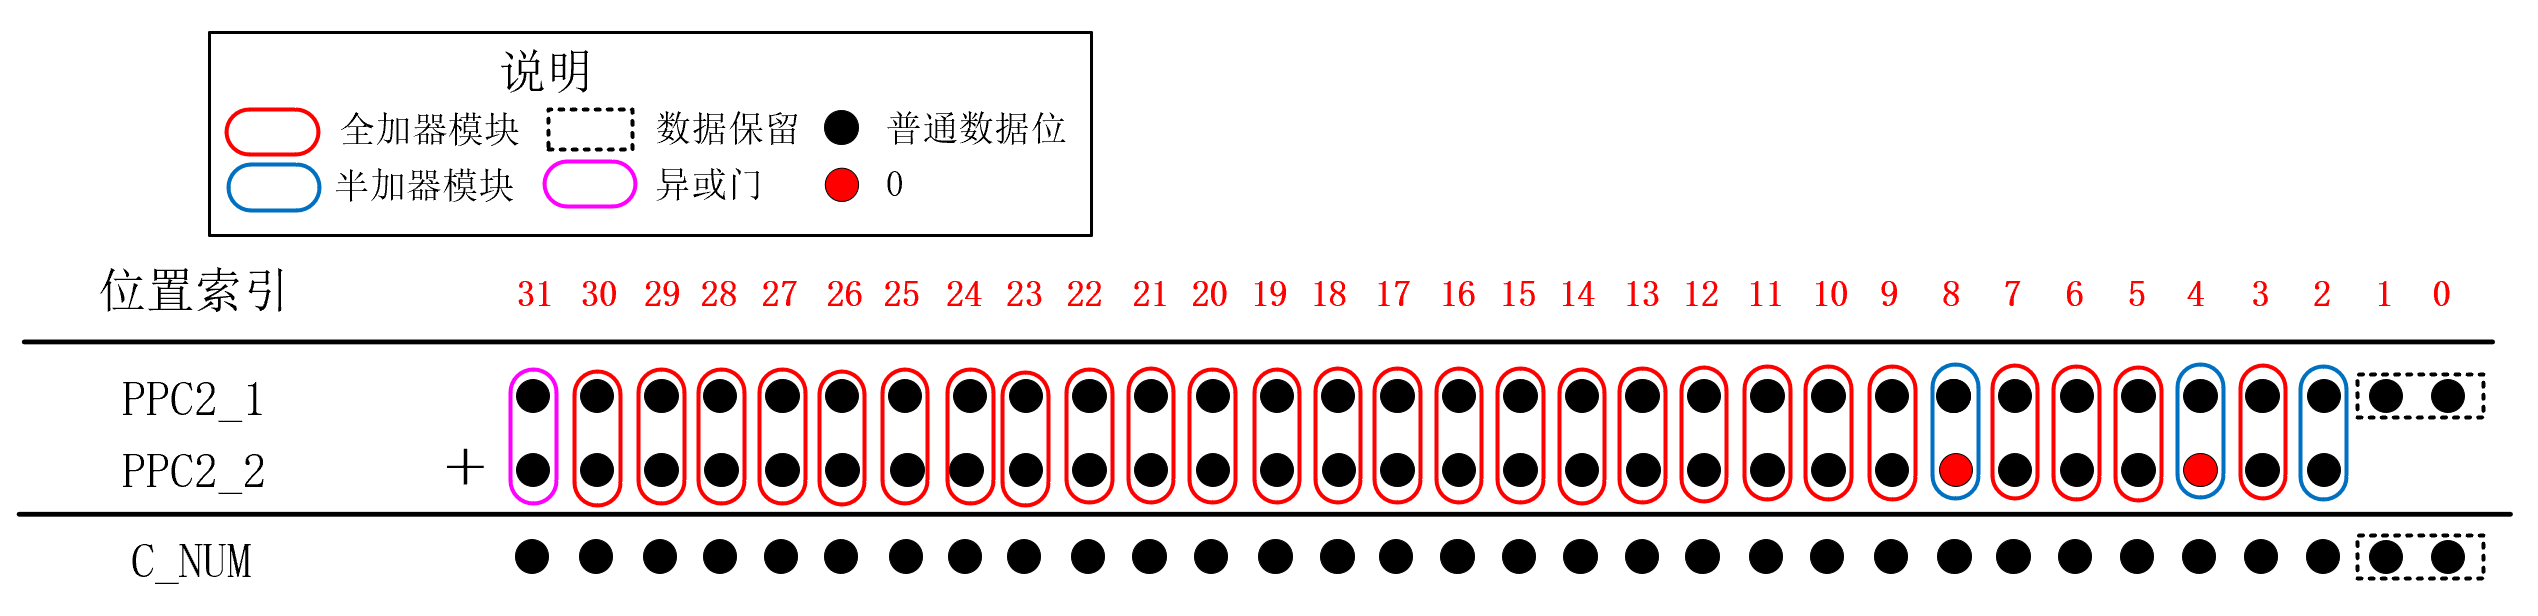 说明
全加器模块 数据保留 普通数据位
半加器模块 异或门 0
位置索引 31 30 29 28 27 26 25 24 23 22 21 20 19 18 17 16 15 14 13 12 11 10 9 8 7 6 5 4 3 2 1 0
PPC2_1
+ PPC2_2
C_NUM